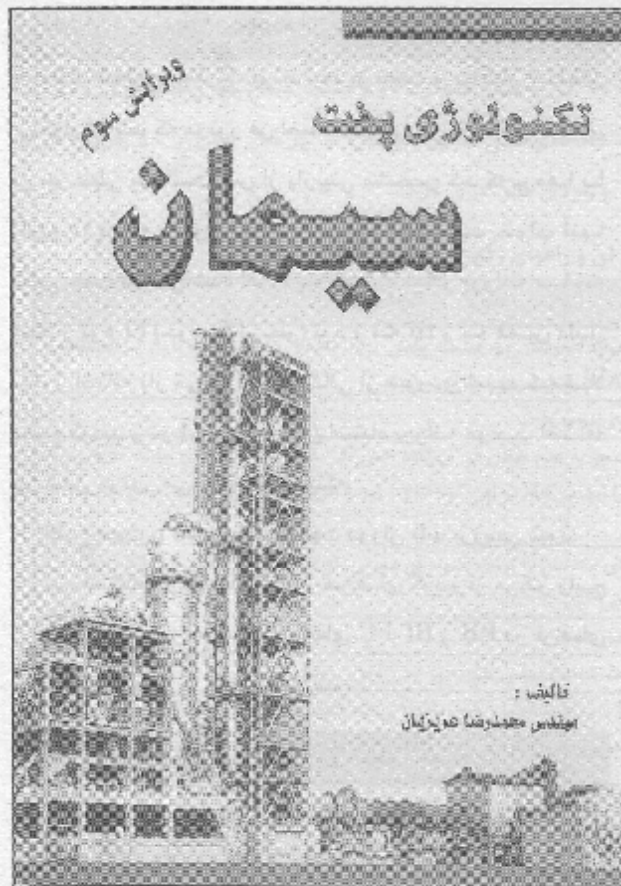 ویرایش سوم
تکنولوژی پخت
سیمان
تالیف :
مهندس محمدرضا عزیزیان